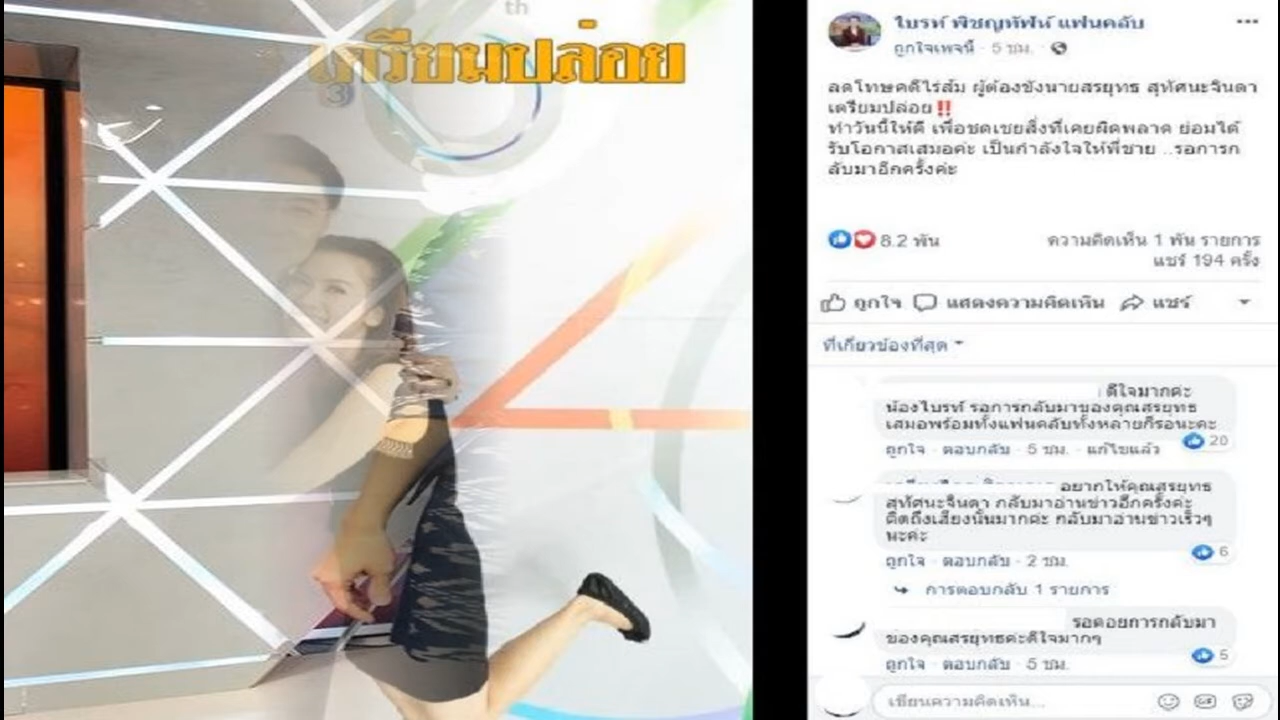 th
เตรียมปล่อย
3
ไบรท์ พิชญทัฬน์ แฟนคลับ
ถูกใจเพจนี้ · 5 ชม. ·
ลดโทษคดีไร่ส้ม ผู้ต้องขังนายสรยุทธ สุทัศนะจินดา
เตรียมปล่อย‼️
ทำวันนี้ให้ดี เพื่อชดเชยสิ่งที่เคยผิดพลาด ย่อมได้
รับโอกาสเสมอค่ะ เป็นกำลังใจให้พี่ชาย ..รอการก
ลับมาอีกครั้งค่ะ
8.2 พัน
ความคิดเห็น 1 พัน รายการ
แชร์ 194 ครั้ง
ถูกใจ แสดงความคิดเห็น แชร์
ที่เกี่ยวข้องที่สุด
ดีใจมากค่ะ
น้องไบรท์ รอการกลับมาของคุณสรยุทธ
เสมอพร้อมทั้งแฟนคลับทั้งหลายก็รอนะคะ
20
ถูกใจ · ตอบกลับ · 5 ชม. · แก้ไขแล้ว
อยากให้คุณสรยุทธ
สุทัศนะจินดา กลับมาอ่านข่าวอีกครั้งค่ะ
คิดถึงเสียงนั้นมากค่ะ กลับมาอ่านข่าวเร็วๆ
นะคะ
6
ถูกใจ · ตอบกลับ · 2 ชม.
การตอบกลับ 1 รายการ
รอคอยการกลับมา
ของคุณสรยุทธค่ะดีใจมากๆ
5
ถูกใจ · ตอบกลับ · 5 ชม.
เขียนความคิดเห็น...
GIF